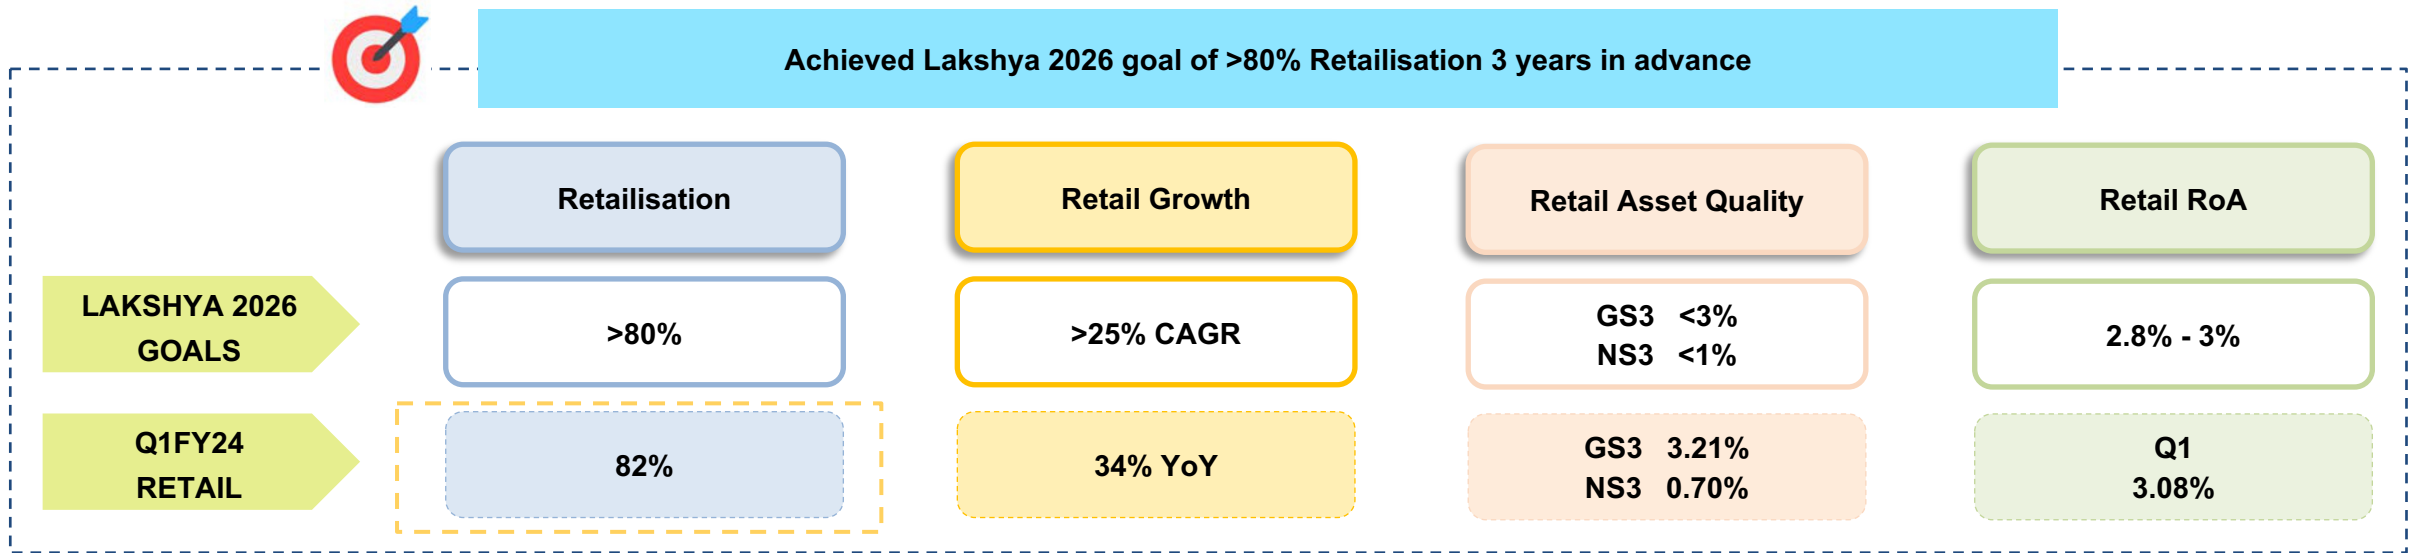 Achieved Lakshya 2026 goal of >80% Retailisation 3 years in advance
Retailisation
Retail Growth
Retail Asset Quality
Retail RoA
LAKSHYA 2026
GOALS
>80%
>25% CAGR
GS3 <3%
NS3 <1%
2.8% - 3%
Q1FY24
RETAIL
82%
34% YoY
GS3 3.21%
NS3 0.70%
Q1
3.08%